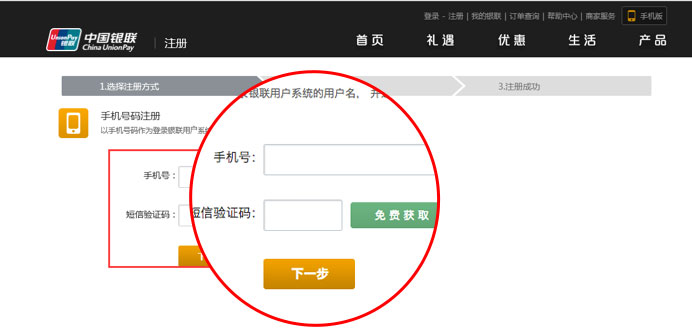 登录 - 注册 | 我的银联 | 订单查询 | 帮助中心 | 商家服务 手机版
UnionPay 银联 中国银联 China UnionPay | 注册
首 页 礼 遇 优 惠 生 活 产 品
1.选择注册方式 3.注册成功
手机号码注册
以手机号码作为登录银联用户系统
银联用户系统的用户名，
手机号：
手机号：
短信验证码：
短信验证码： 免 费 获 取
下一步